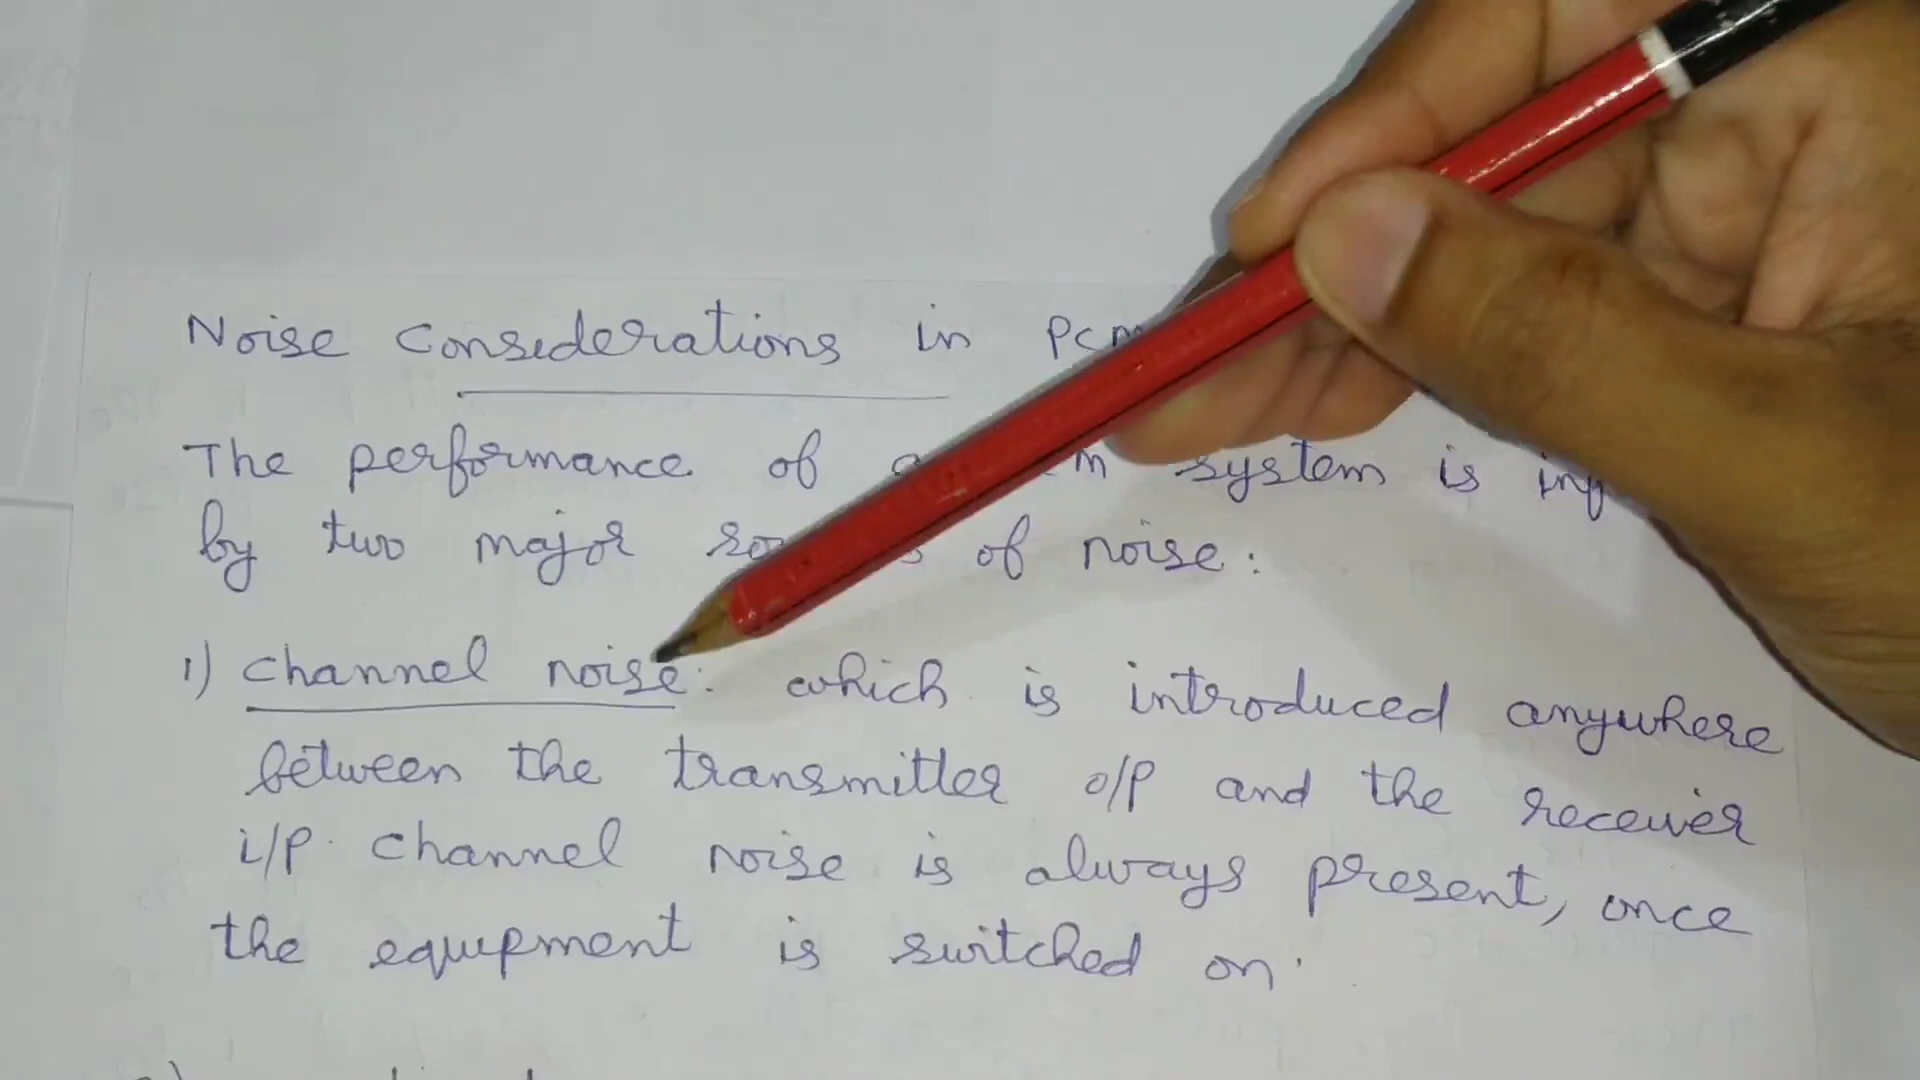 Noise Considerations in PCM
The performance of system is
by two major of noise:
1) Channel noise: which is introduced anywhere
between the transmitter o/p and the receiver
i/p. Channel noise is always present, once
the equipment is switched on.